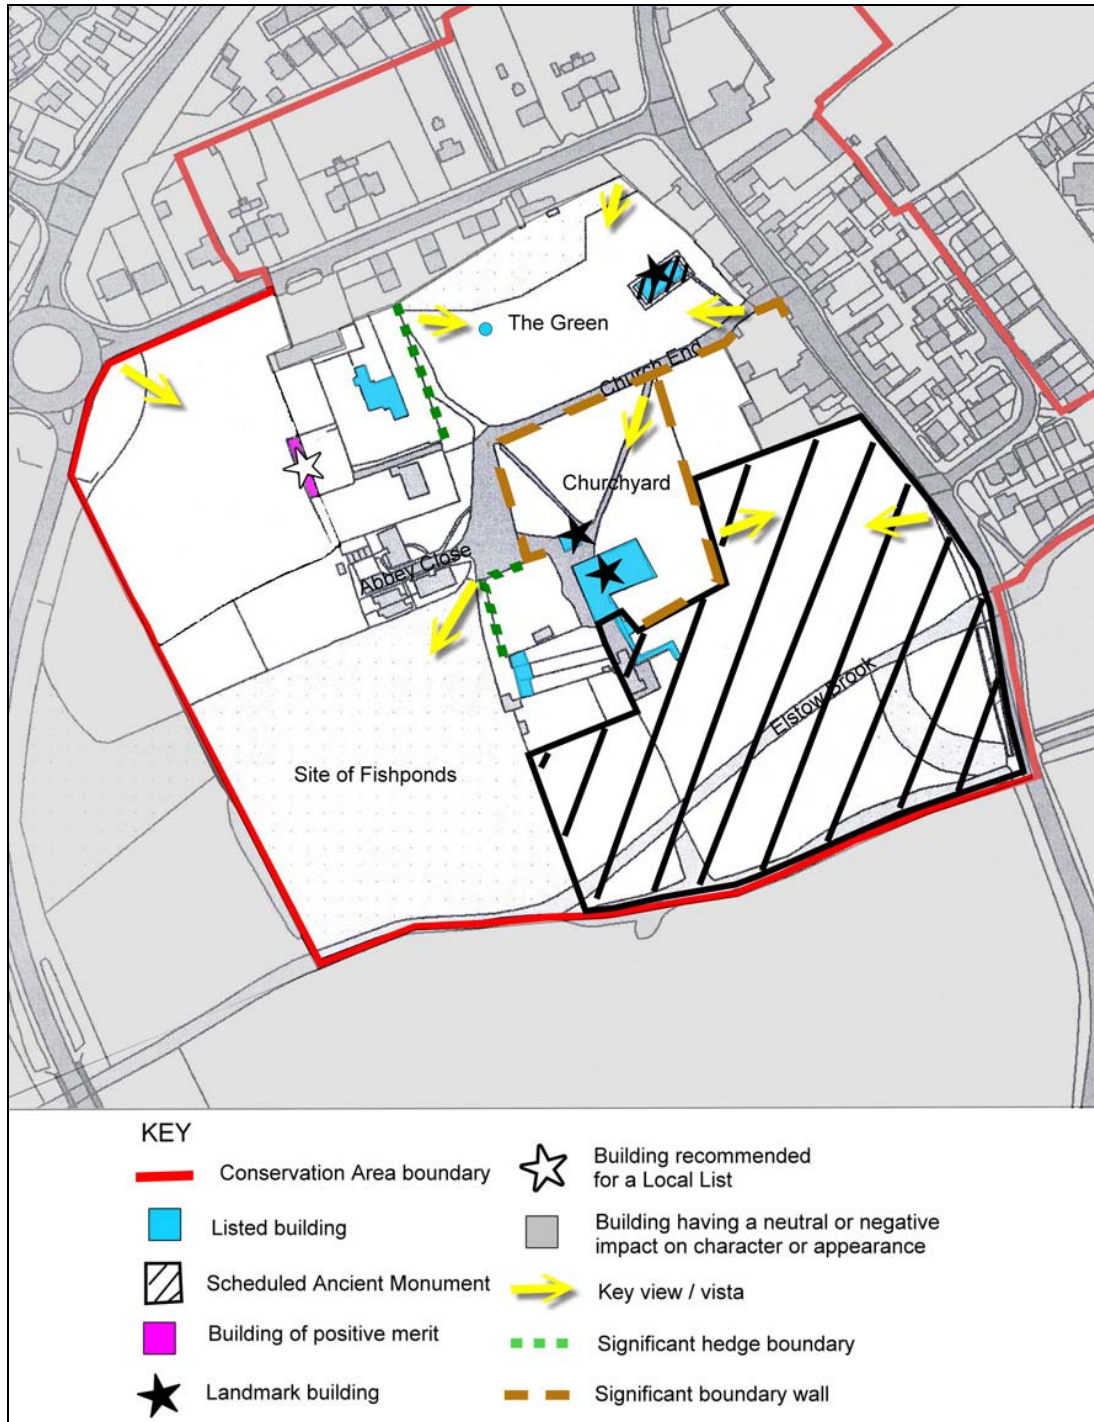 The Green
Church End
Churchyard
Abbey Close
Elstow Brook
Site of Fishponds
KEY
Conservation Area boundary
Listed building
Scheduled Ancient Monument
Building of positive merit
Landmark building
Building recommended
for a Local List
Building having a neutral or negative
impact on character or appearance
Key view / vista
Significant hedge boundary
Significant boundary wall